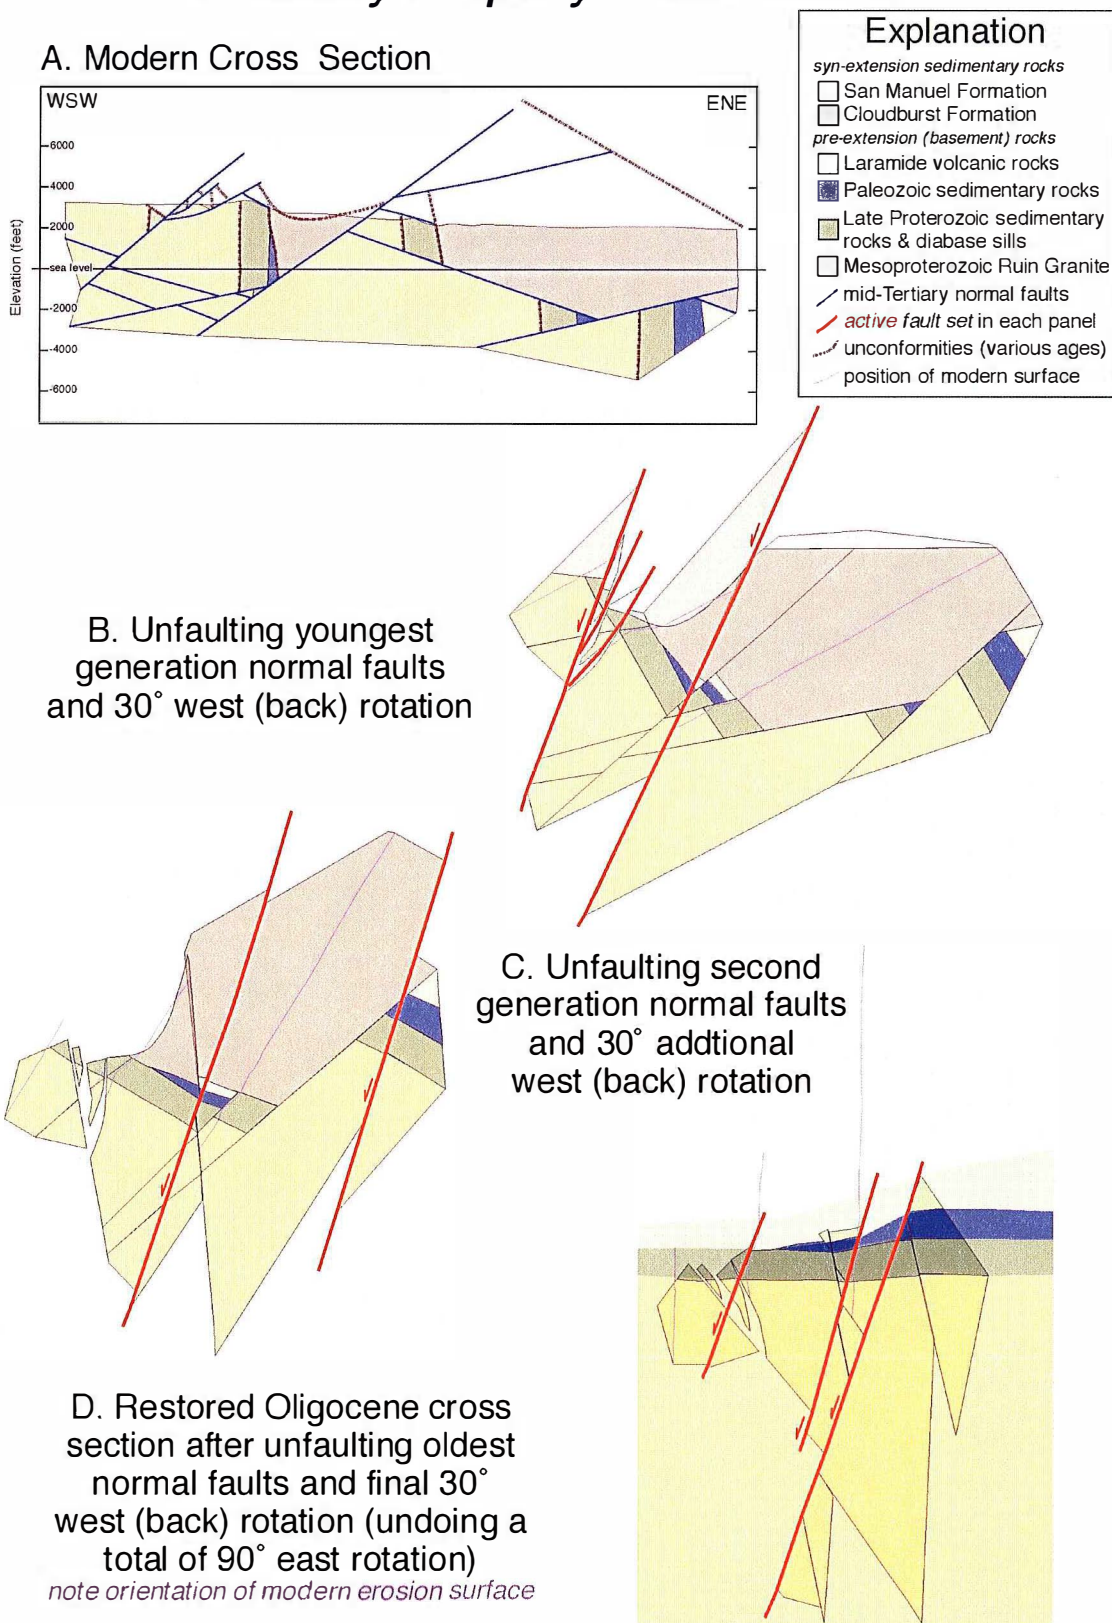 A. Modern Cross Section
WSW
ENE
6000
4000
2000
sea level
-2000
-4000
-6000
Elevation (feet)
Explanation
syn-extension sedimentary rocks
San Manuel Formation
Cloudburst Formation
pre-extension (basement) rocks
Laramide volcanic rocks
Paleozoic sedimentary rocks
Late Proterozoic sedimentary
rocks & diabase sills
Mesoproterozoic Ruin Granite
mid-Tertiary normal faults
active fault set in each panel
unconformities (various ages)
position of modern surface
B. Unfaulting youngest
generation normal faults
and 30° west (back) rotation
C. Unfaulting second
generation normal faults
and 30° addtional
west (back) rotation
D. Restored Oligocene cross
section after unfaulting oldest
normal faults and final 30°
west (back) rotation (undoing a
total of 90° east rotation)
note orientation of modern erosion surface